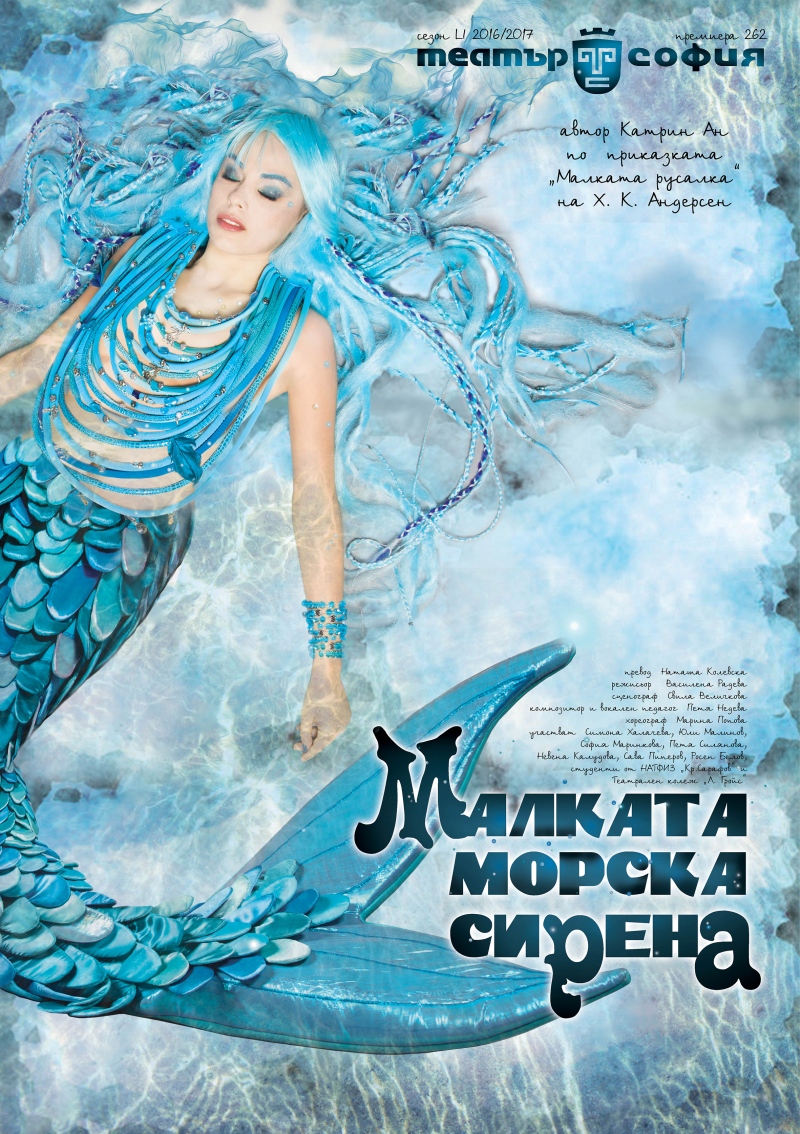 сезон LI 2016/2017 премиера 262
театър софия
автор Катрин Ан
по приказката
„Малката русалка“
на Х. К. Андерсен
превод Наташа Колевска
режисьор Василена Радева
сценограф Свила Величкова
композитор и вокален педагог Петя Недева
хореограф Марина Попова
участват Симона Халачева, Юли Малинов,
София Маринкова, Петя Силянова,
Невена Калудова, Сава Пиперов, Росен Белов,
студенти от НАТФИЗ „Кр.Сарафов“ и
Театрален колеж „Л. Гройс“
Малката
морска
сирена